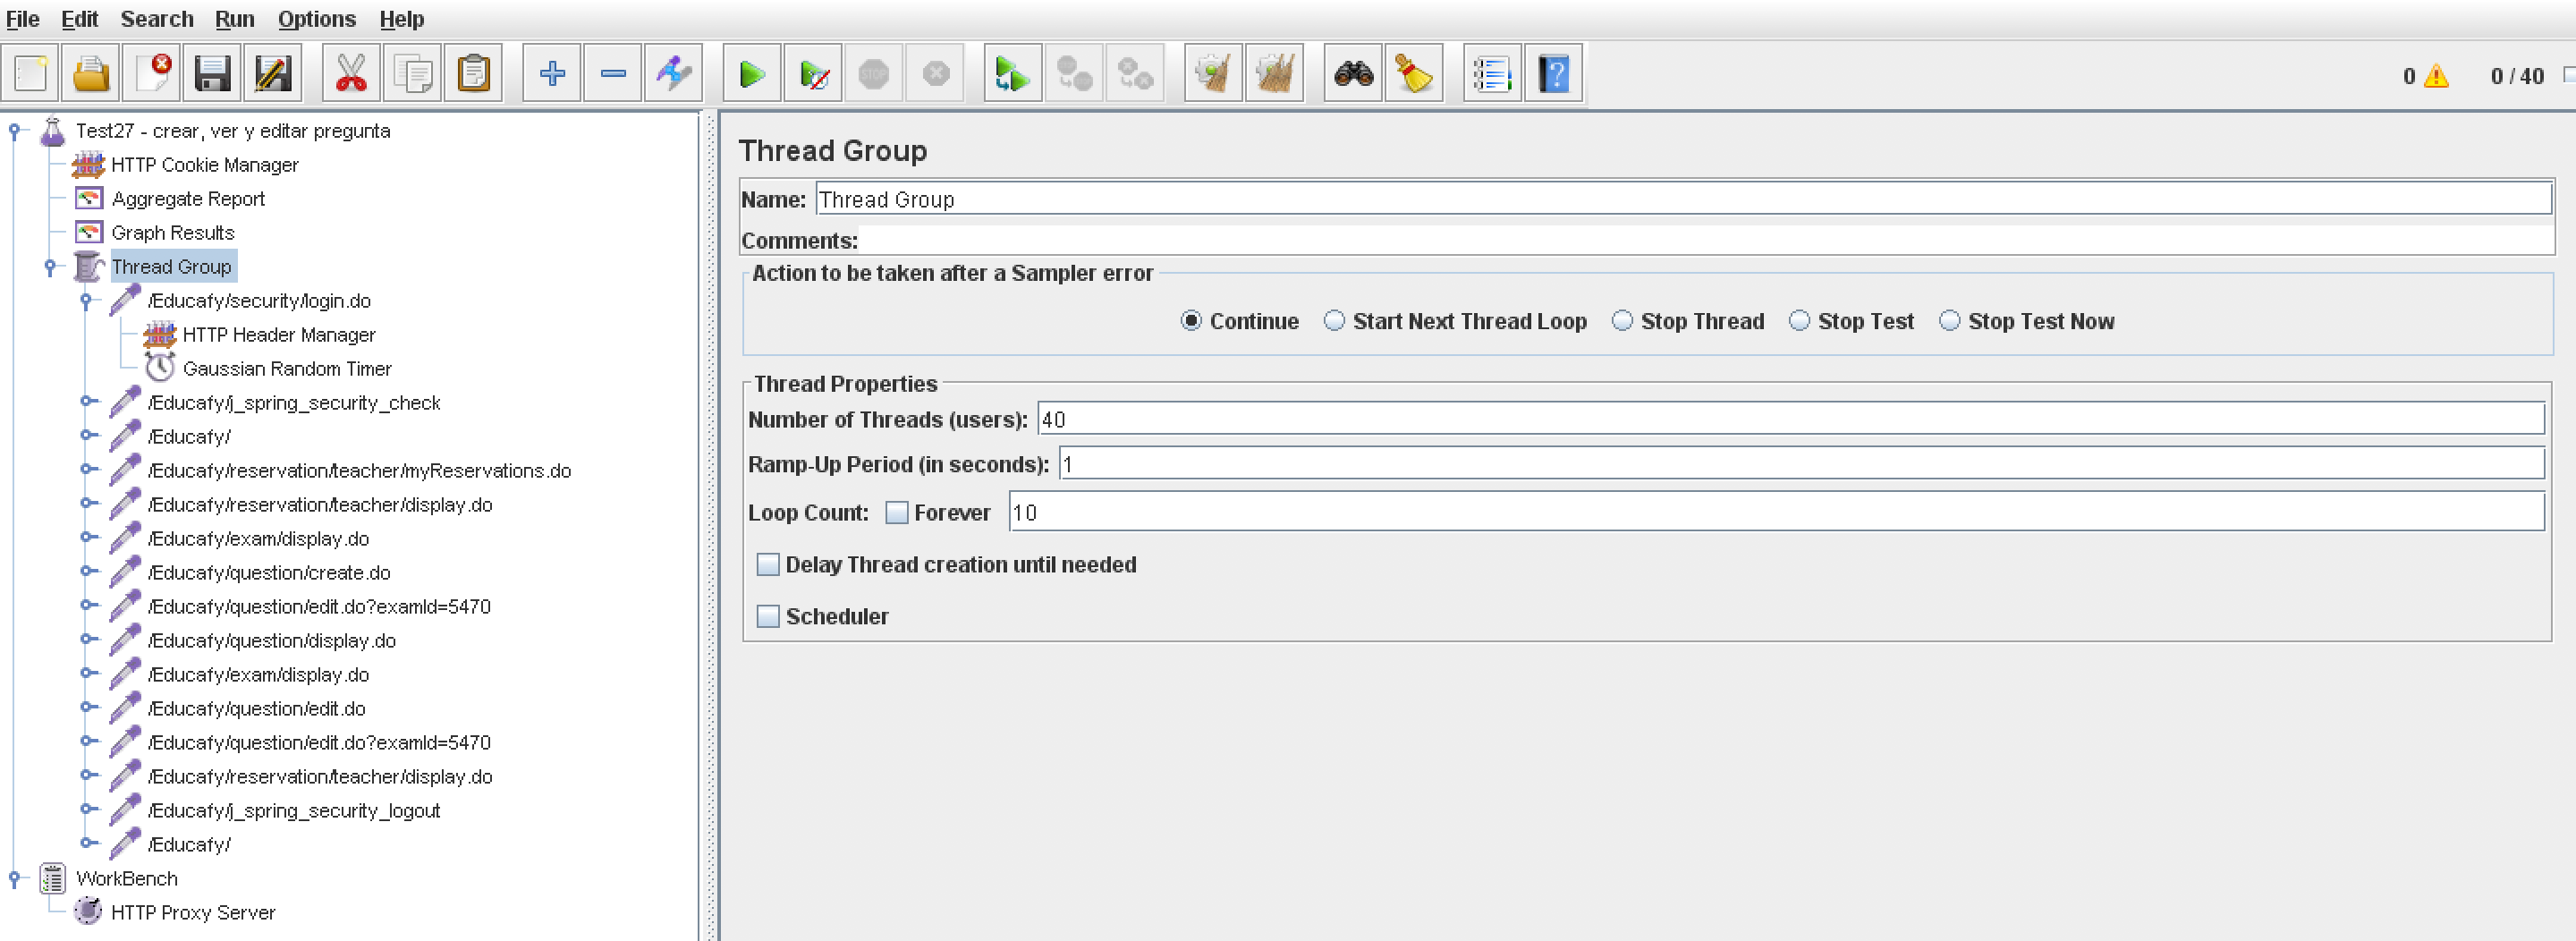 File Edit Search Run Options Help
STOP
0 0 / 40
Test27 - crear, ver y editar pregunta
HTTP Cookie Manager
Aggregate Report
Graph Results
Thread Group
/Educafy/security/login.do
HTTP Header Manager
Gaussian Random Timer
/Educafy/j_spring_security_check
/Educafy/
/Educafy/reservation/teacher/myReservations.do
/Educafy/reservation/teacher/display.do
/Educafy/exam/display.do
/Educafy/question/create.do
/Educafy/question/edit.do?examId=5470
/Educafy/question/display.do
/Educafy/exam/display.do
/Educafy/question/edit.do
/Educafy/question/edit.do?examId=5470
/Educafy/reservation/teacher/display.do
/Educafy/j_spring_security_logout
/Educafy/
WorkBench
HTTP Proxy Server
Thread Group
Name: Thread Group
Comments:
Action to be taken after a Sampler error
Continue Start Next Thread Loop Stop Thread Stop Test Stop Test Now
Thread Properties
Number of Threads (users): 40
Ramp-Up Period (in seconds): 1
Loop Count: Forever 10
Delay Thread creation until needed
Scheduler